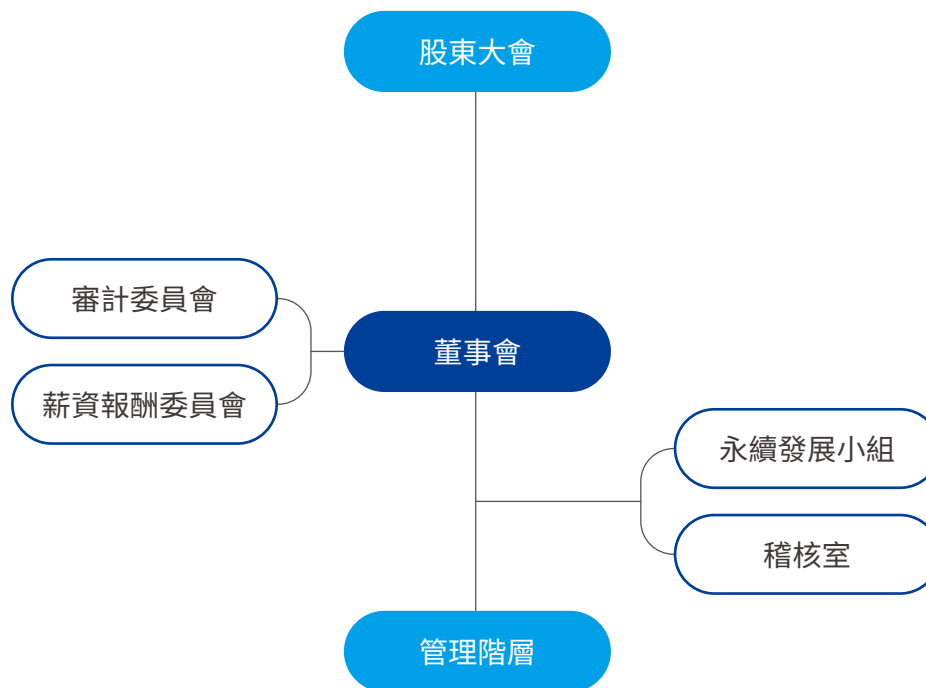 股東大會
審計委員會
董事會
薪資報酬委員會
永續發展小組
稽核室
管理階層